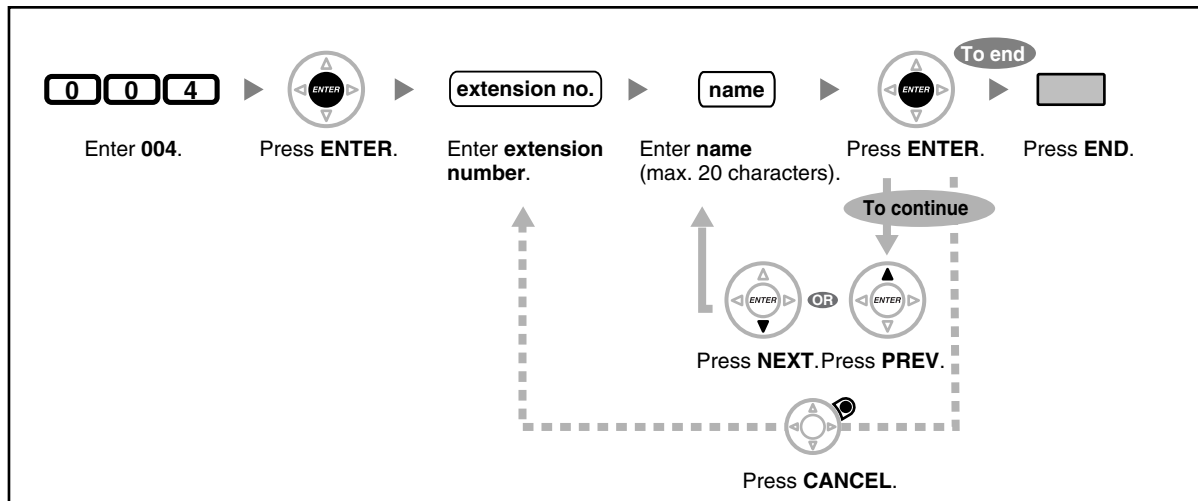 To end
0 0 4
ENTER
extension no.
name
ENTER
Enter 004.
Press ENTER.
Enter extension
number.
Enter name
(max. 20 characters).
Press ENTER.
Press END.
To continue
ENTER
OR
ENTER
Press NEXT.
Press PREV.
Press CANCEL.